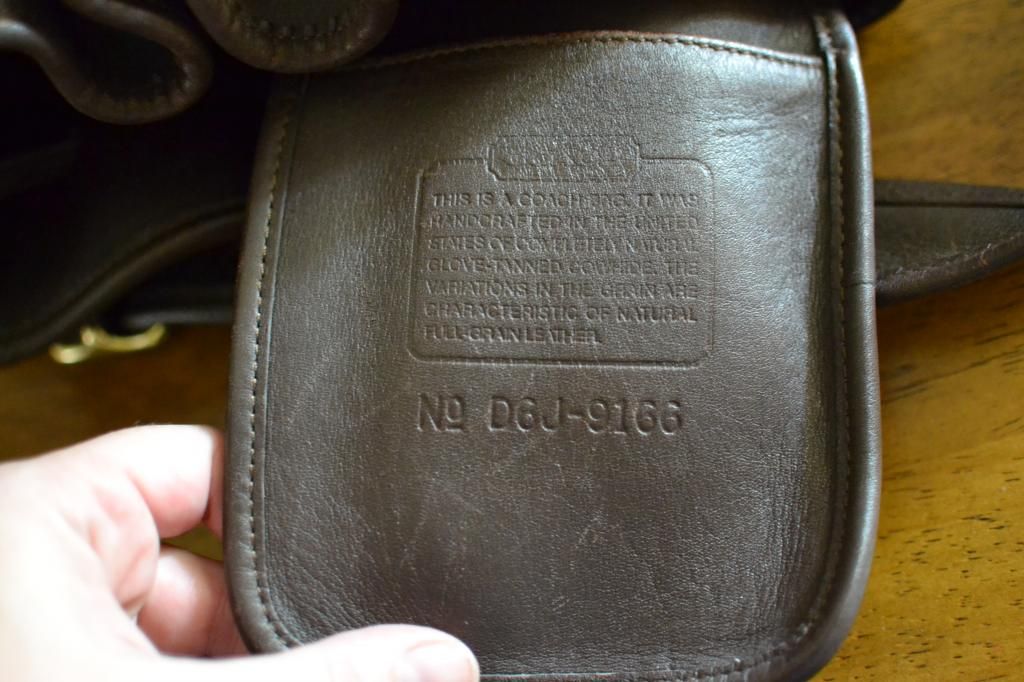 THIS IS A COACH BAG. IT WAS
HANDCRAFTED IN THE UNITED
STATES OF COMPLETELY NATURAL
GLOVE-TANNED COWHIDE. THE
VARIATIONS IN THE GRAIN ARE
CHARACTERISTIC OF NATURAL
FULL-GRAIN LEATHER.
Nº D6J-9166